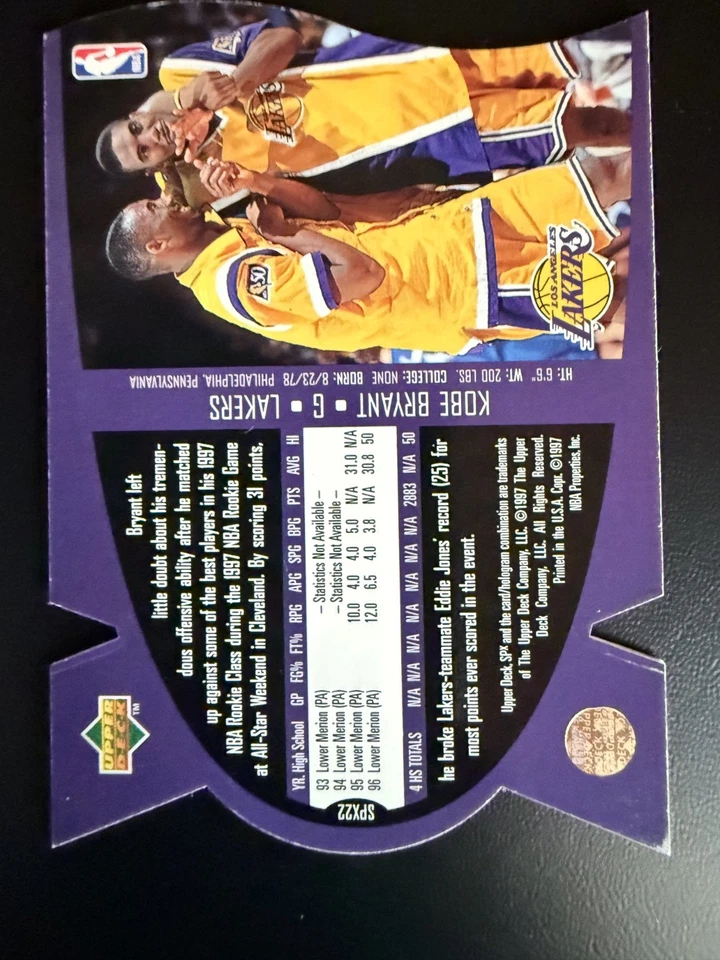 NBA
LAKERS
50
LOS ANGELES
LAKERS
HT: 6'6" WT: 200 LBS. COLLEGE: NONE BORN: 8/23/78 PHILADELPHIA, PENNSYLVANIA
KOBE BRYANT • G • LAKERS
Bryant left
little doubt about his tremen-
dous offensive ability after he matched
up against some of the best players in his 1997
NBA Rookie Class during the 1997 NBA Rookie Game
at All-Star Weekend in Cleveland. By scoring 31 points,
YR. High School GP FG% FT% RPG APG SPG BPG PTS AVG HI
93 Lower Merion (PA) – Statistics Not Available –
94 Lower Merion (PA) – Statistics Not Available –
95 Lower Merion (PA) 10.0 4.0 4.0 5.0 N/A 31.0 N/A
96 Lower Merion (PA) 12.0 6.5 4.0 3.8 N/A 30.8 50
4 HS TOTALS N/A N/A N/A N/A N/A N/A N/A 2883 N/A 50
he broke Lakers-teammate Eddie Jones' record (25) for
most points ever scored in the event.
Upper Deck, SPX and the card/hologram combination are trademarks
of The Upper Deck Company, LLC. ©1997 The Upper
Deck Company, LLC. All Rights Reserved.
Printed in the U.S.A. Copr. ©1997
NBA Properties, Inc.
SPX22
UPPER
DECK
TM